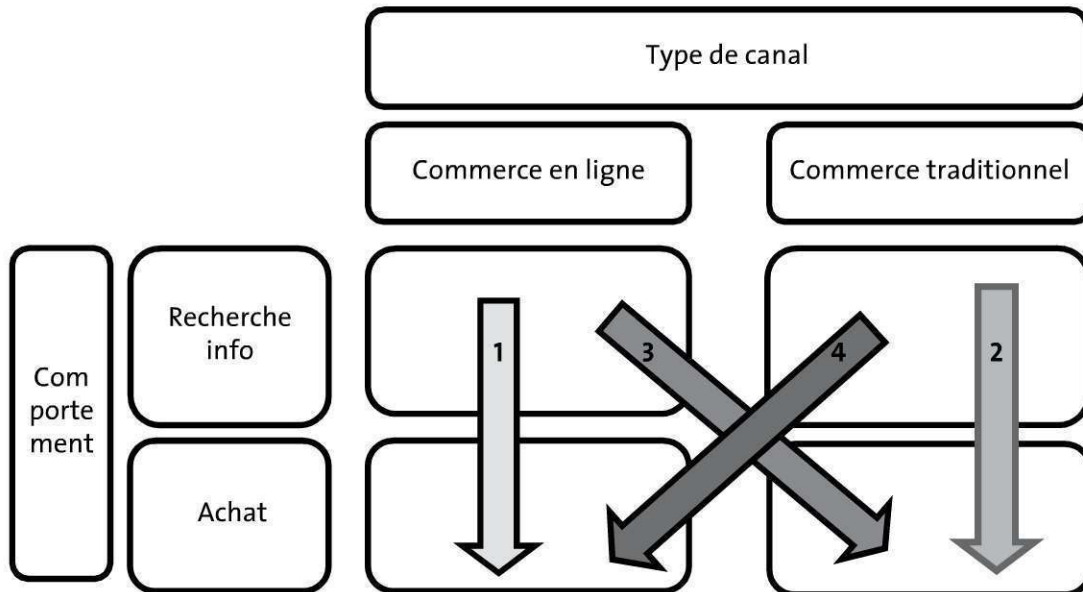 Type de canal
Commerce en ligne
Commerce traditionnel
Com
porte
ment
Recherche
info
1
3
4
2
Achat